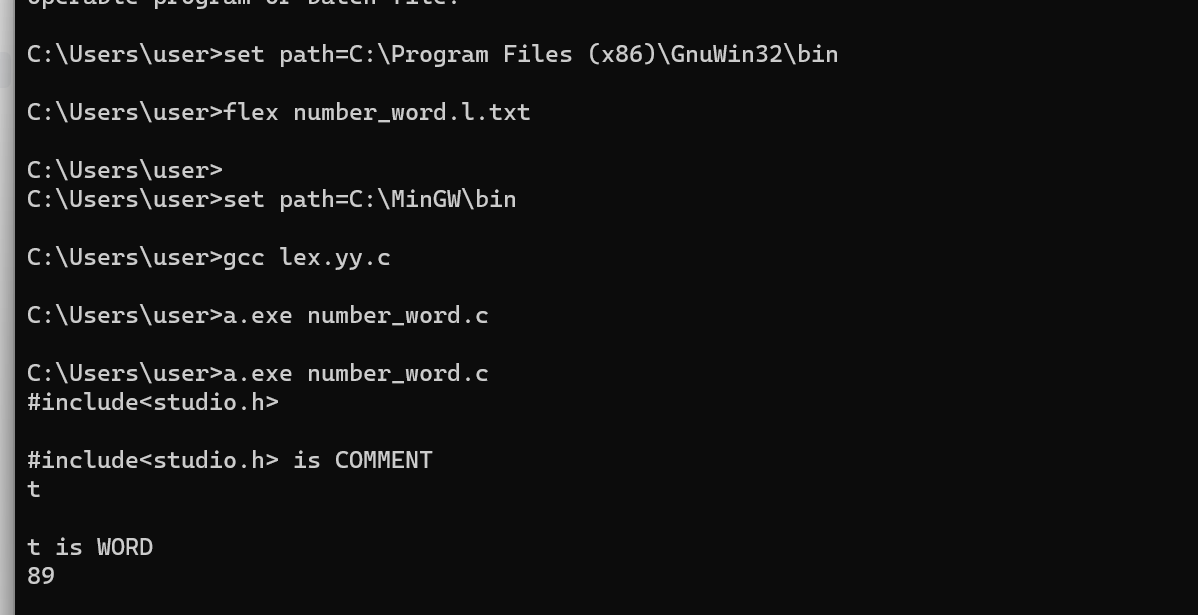 operable program or batch file.
C:\Users\user>set path=C:\Program Files (x86)\GnuWin32\bin
C:\Users\user>flex number_word.l.txt
C:\Users\user>
C:\Users\user>set path=C:\MinGW\bin
C:\Users\user>gcc lex.yy.c
C:\Users\user>a.exe number_word.c
C:\Users\user>a.exe number_word.c
#include<studio.h>
#include<studio.h> is COMMENT
t
t is WORD
89